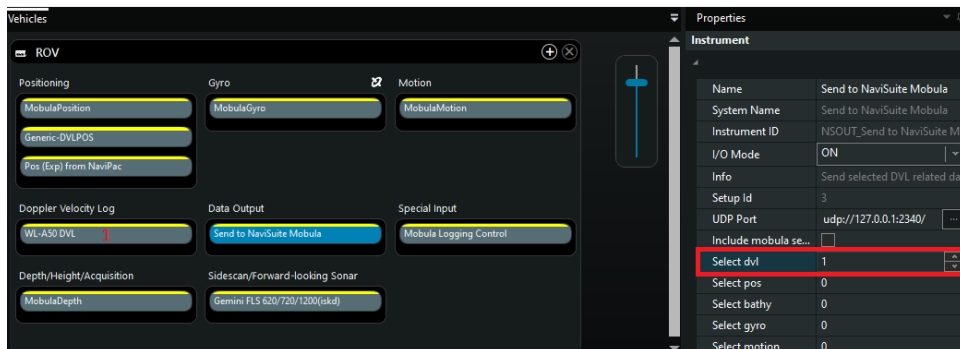 Vehicles
ROV
Positioning
Gyro
Motion
MobulaPosition
MobulaGyro
MobulaMotion
Generic-DVLPOS
Pos (Exp) from NaviPac
Doppler Velocity Log
Data Output
Special Input
WL-A50 DVL 1
Send to NaviSuite Mobula
Mobula Logging Control
Depth/Height/Acquisition
Sidescan/Forward-looking Sonar
MobulaDepth
Gemini FLS 620/720/1200(iskd)
Properties
Instrument
Name Send to NaviSuite Mobula
System Name Send to NaviSuite Mobula
Instrument ID NSOUT_Send to NaviSuite M
I/O Mode ON
Info Send selected DVL related da
Setup Id 3
UDP Port udp://127.0.0.1:2340/ ...
Include mobula se...
Select dvl 1
Select pos 0
Select bathy 0
Select gyro 0
Select motion 0